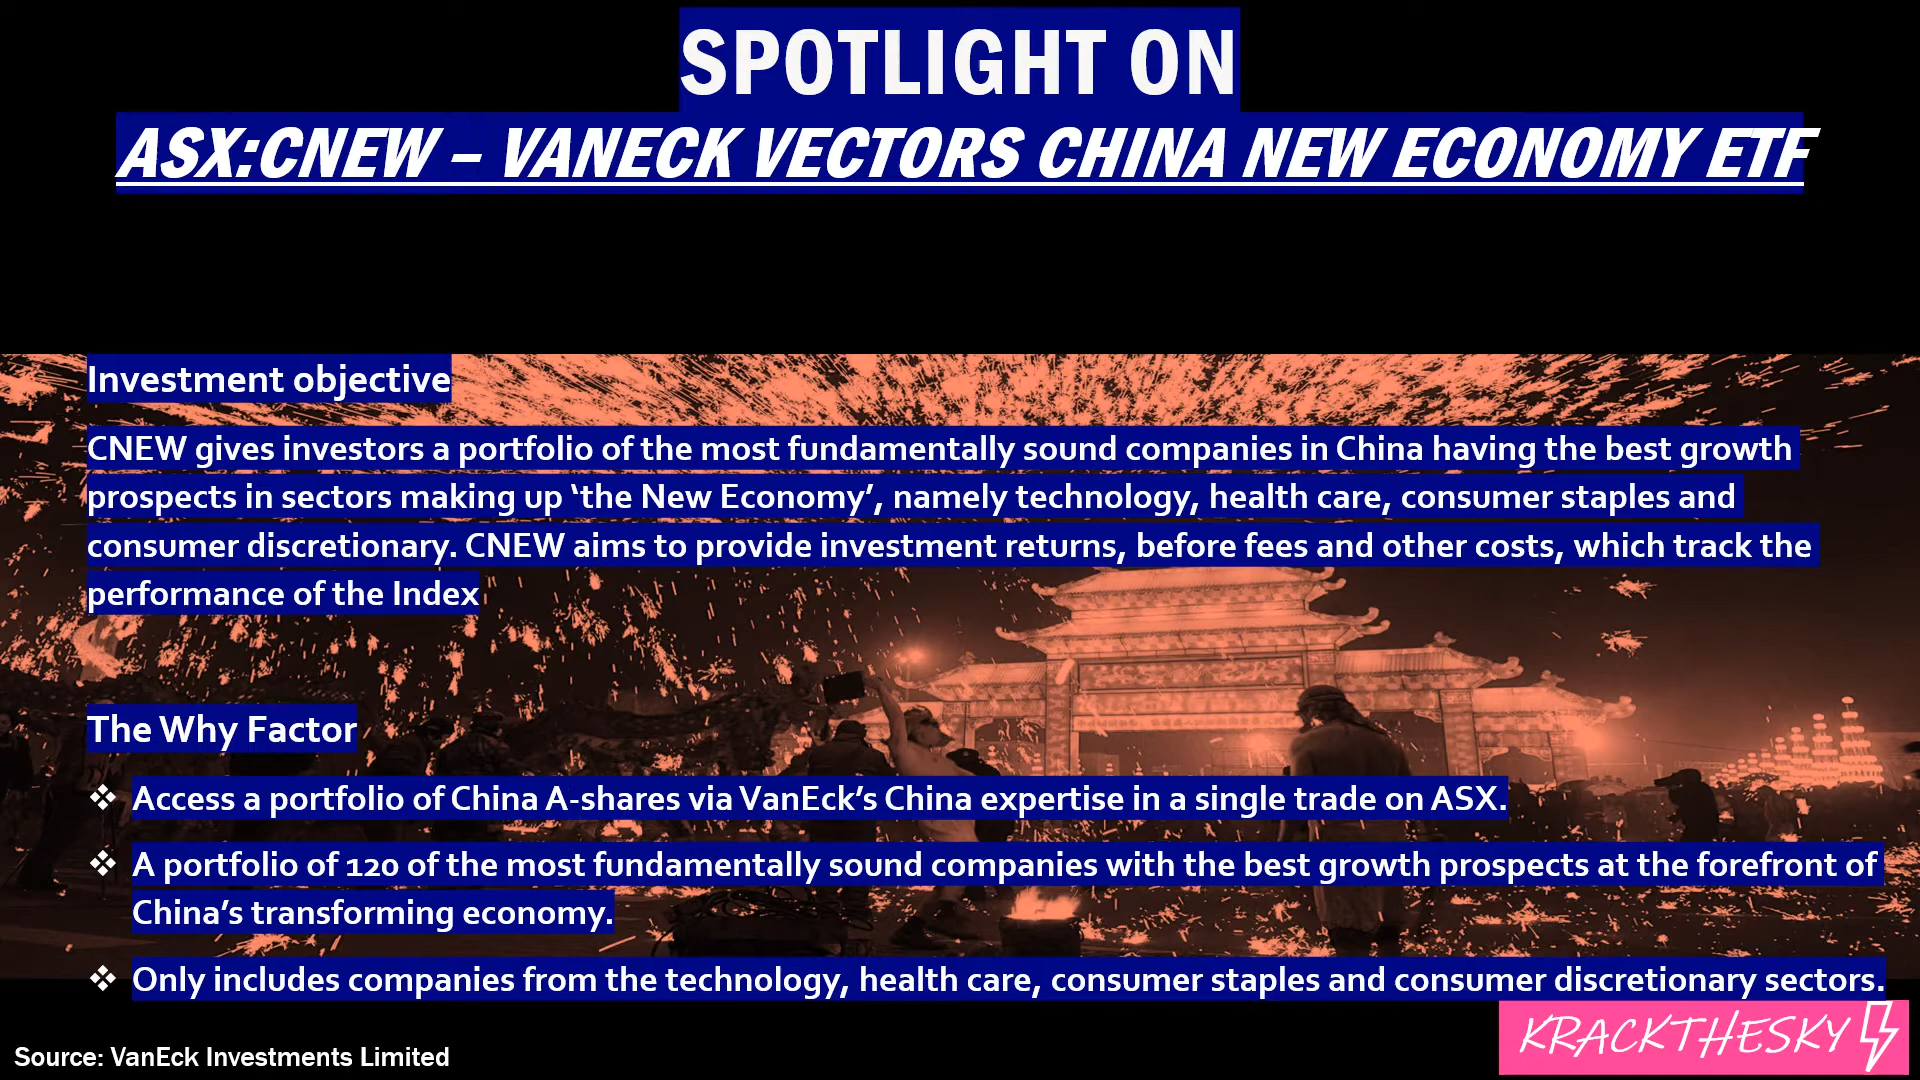 SPOTLIGHT ON
ASX:CNEW – VANECK VECTORS CHINA NEW ECONOMY ETF
Investment objective
CNEW gives investors a portfolio of the most fundamentally sound companies in China having the best growth
prospects in sectors making up ‘the New Economy’, namely technology, health care, consumer staples and
consumer discretionary. CNEW aims to provide investment returns, before fees and other costs, which track the
performance of the Index
The Why Factor
❖ Access a portfolio of China A-shares via VanEck’s China expertise in a single trade on ASX.
❖ A portfolio of 120 of the most fundamentally sound companies with the best growth prospects at the forefront of
China’s transforming economy.
❖ Only includes companies from the technology, health care, consumer staples and consumer discretionary sectors.
KRACKTHESKY
Source: VanEck Investments Limited